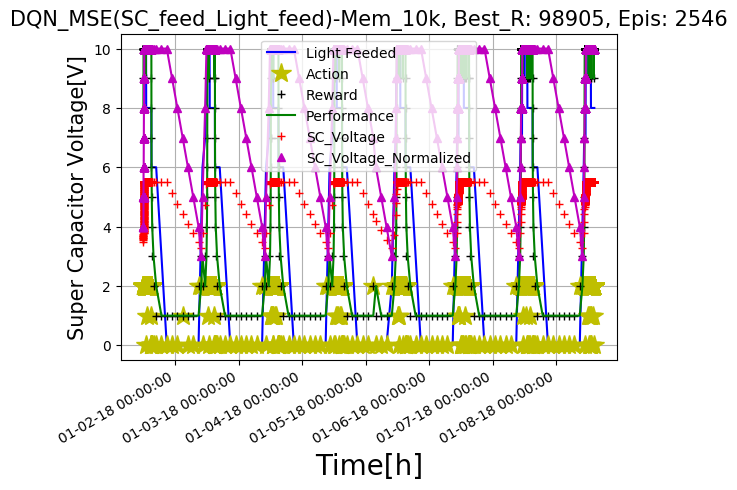 DQN_MSE(SC_feed_Light_feed)-Mem_10k, Best_R: 98905, Epis: 2546
Super Capacitor Voltage[V]
10
8
6
4
2
0
Light Feeded
Action
Reward
Performance
SC_Voltage
SC_Voltage_Normalized
01-02-18 00:00:00
01-03-18 00:00:00
01-04-18 00:00:00
01-05-18 00:00:00
01-06-18 00:00:00
01-07-18 00:00:00
01-08-18 00:00:00
Time[h]